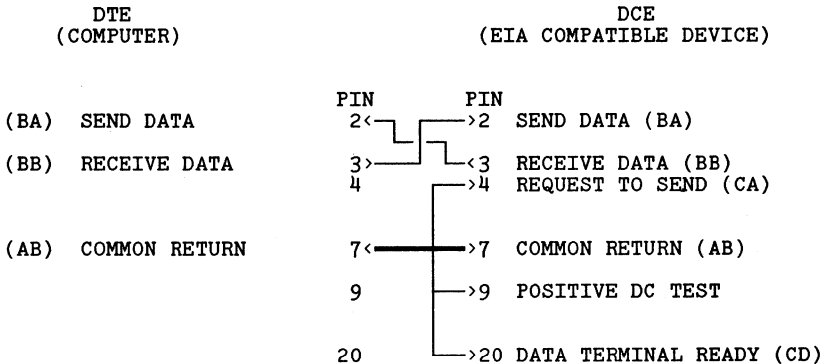 DTE DCE
(COMPUTER) (EIA COMPATIBLE DEVICE)
PIN PIN
(BA) SEND DATA 2< >2 SEND DATA (BA)
(BB) RECEIVE DATA 3> <3 RECEIVE DATA (BB)
4 >4 REQUEST TO SEND (CA)
(AB) COMMON RETURN 7< >7 COMMON RETURN (AB)
9 >9 POSITIVE DC TEST
20 >20 DATA TERMINAL READY (CD)